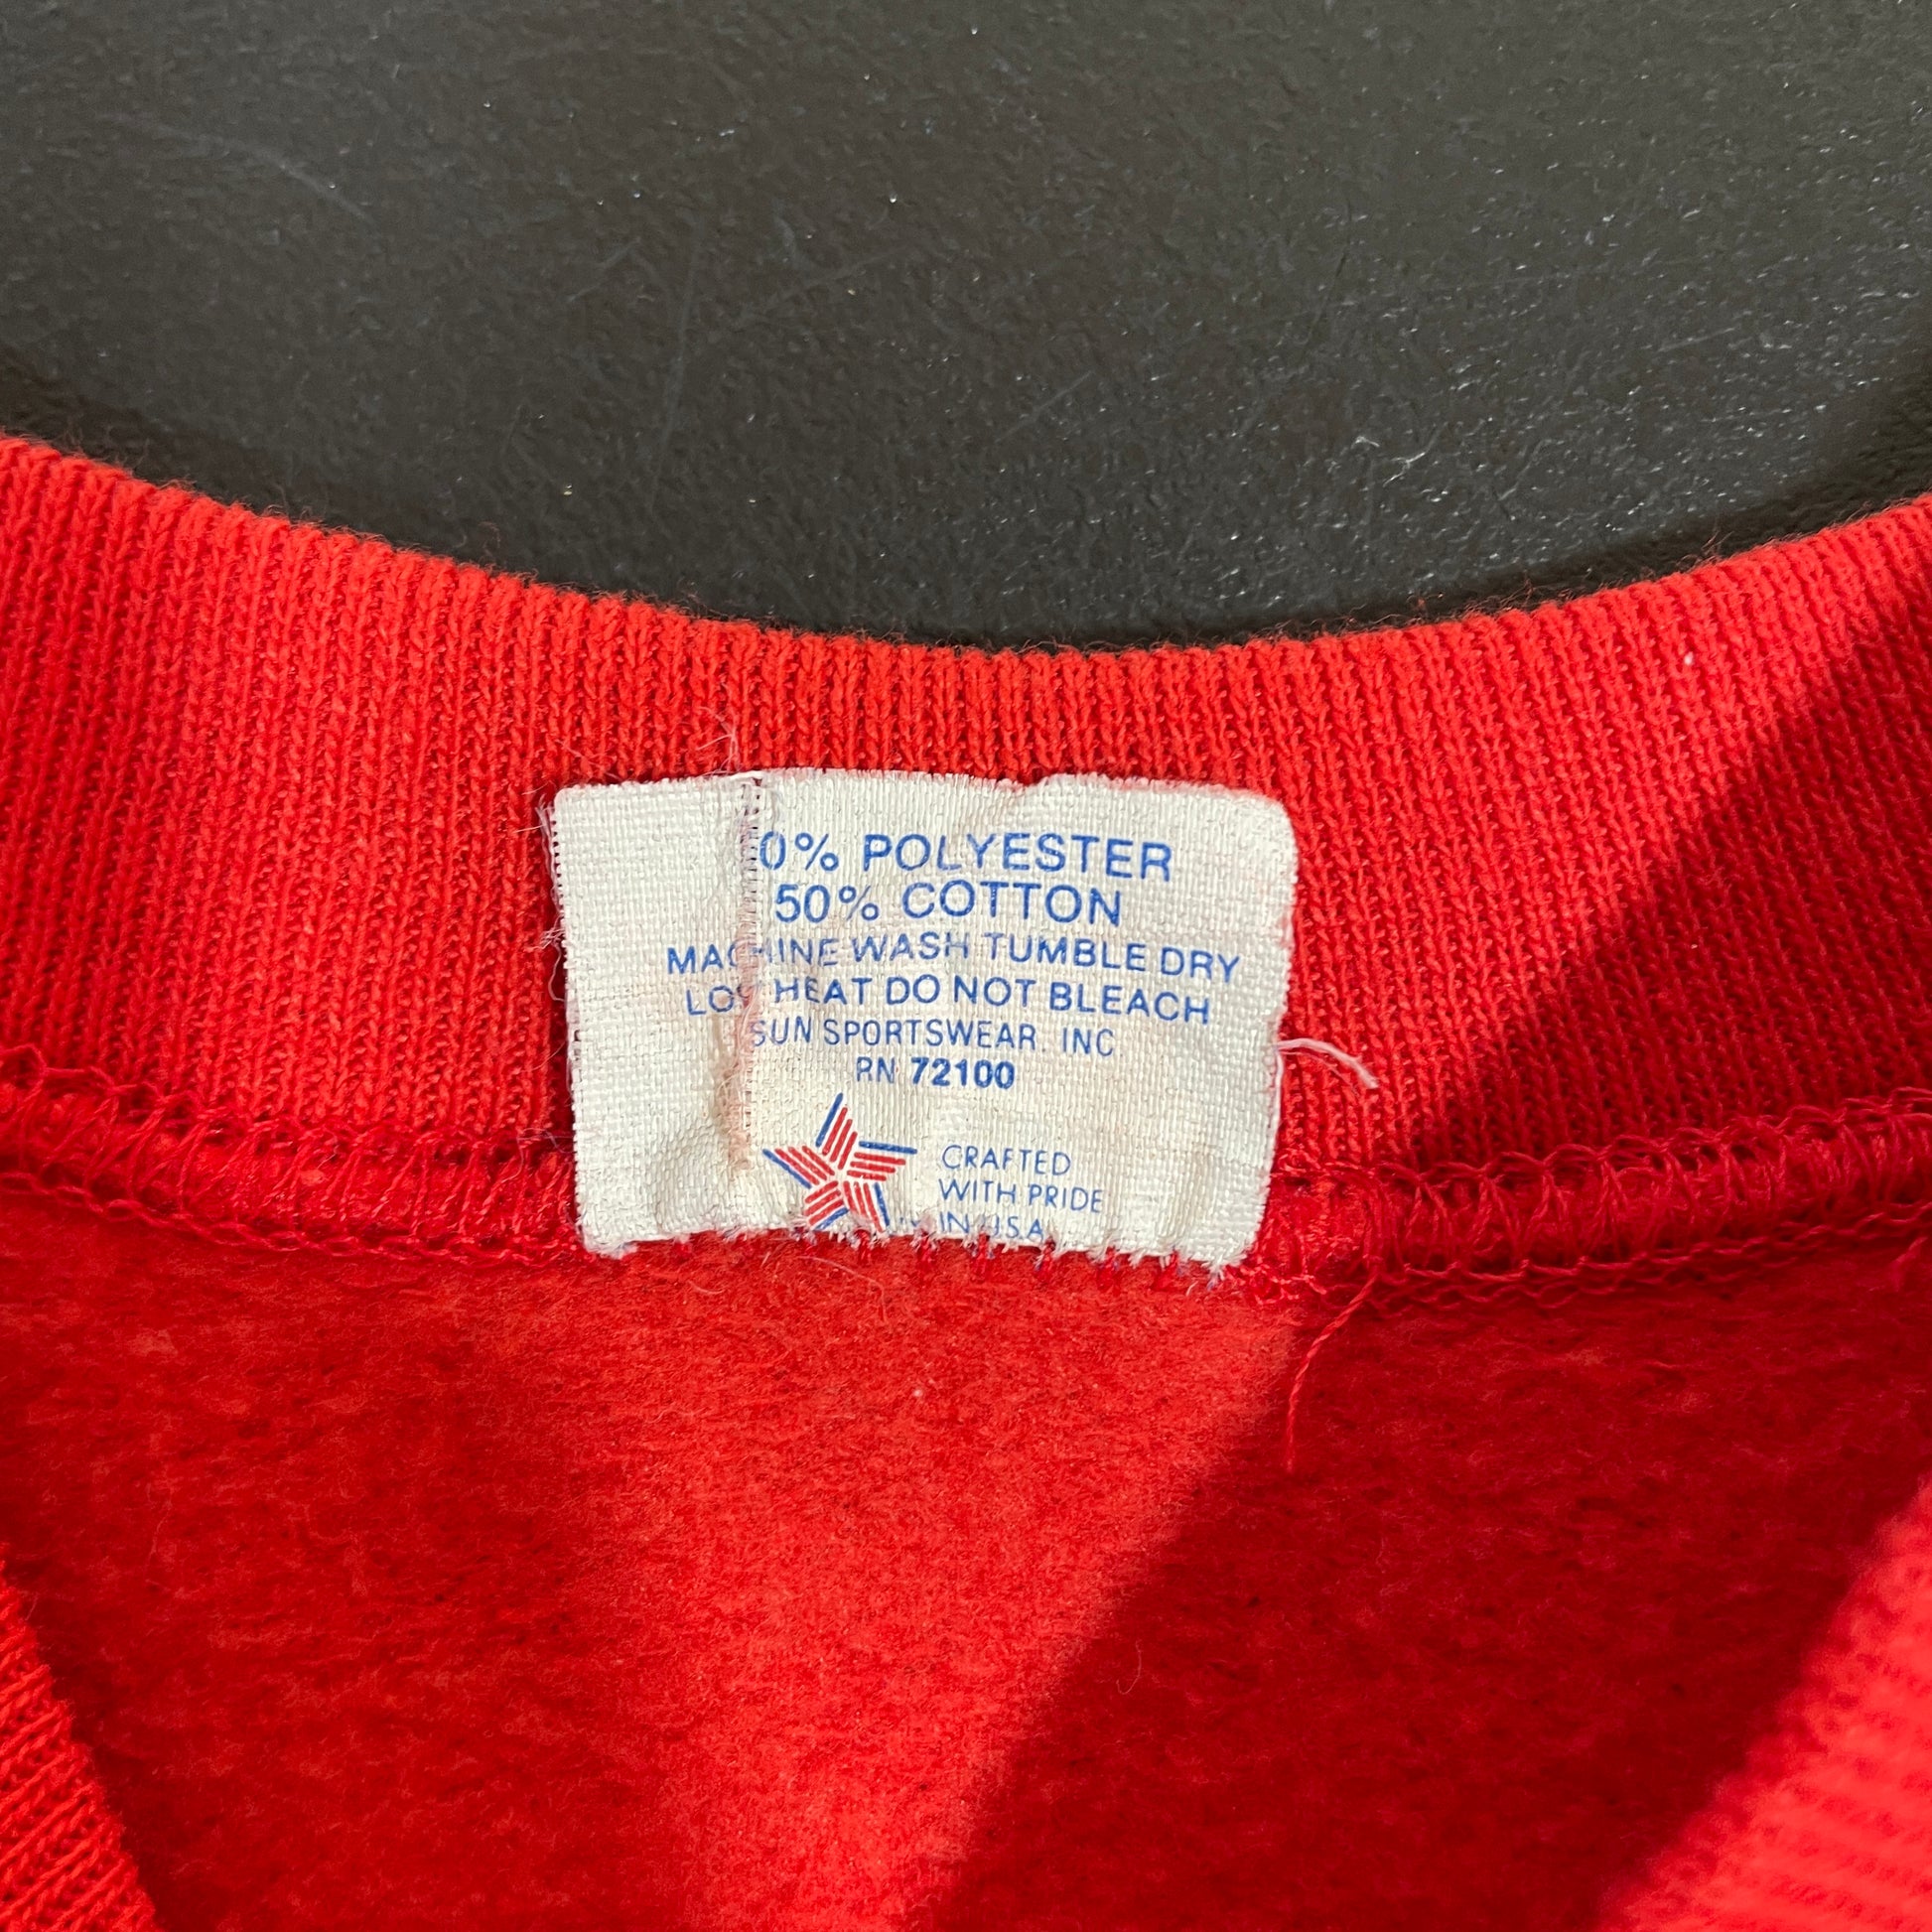 0% POLYESTER
50% COTTON
MACHINE WASH TUMBLE DRY
LOW HEAT DO NOT BLEACH
SUN SPORTSWEAR. INC
RN 72100
CRAFTED
WITH PRIDE
IN U.S.A.